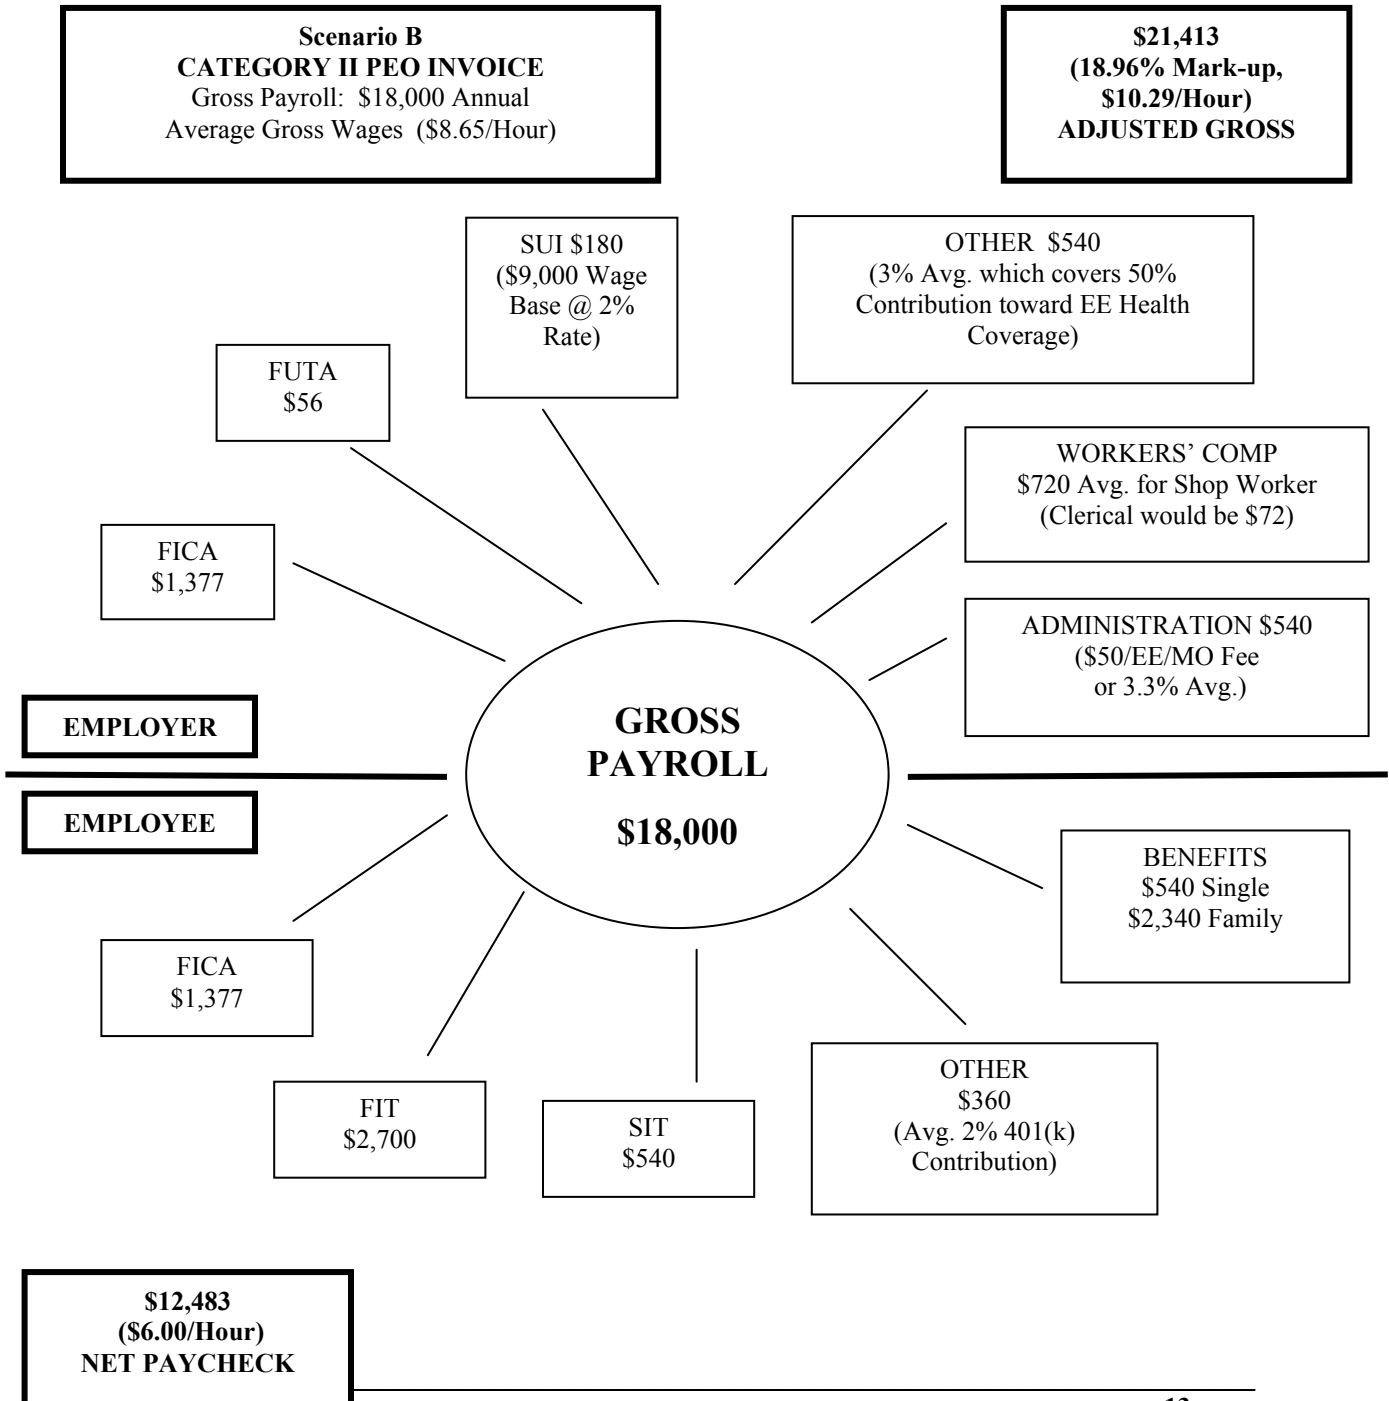 Scenario B
CATEGORY II PEO INVOICE
Gross Payroll:  $18,000 Annual
Average Gross Wages  ($8.65/Hour)
$21,413
(18.96% Mark-up,
$10.29/Hour)
ADJUSTED GROSS
SUI $180
($9,000 Wage
Base @ 2%
Rate)
OTHER  $540
(3% Avg. which covers 50%
Contribution toward EE Health
Coverage)
FUTA
$56
WORKERS’ COMP
$720 Avg. for Shop Worker
(Clerical would be $72)
FICA
$1,377
ADMINISTRATION $540
($50/EE/MO Fee
or 3.3% Avg.)
EMPLOYER
GROSS
PAYROLL
$18,000
EMPLOYEE
BENEFITS
$540 Single
$2,340 Family
FICA
$1,377
FIT
$2,700
SIT
$540
OTHER
$360
(Avg. 2% 401(k)
Contribution)
$12,483
($6.00/Hour)
NET PAYCHECK